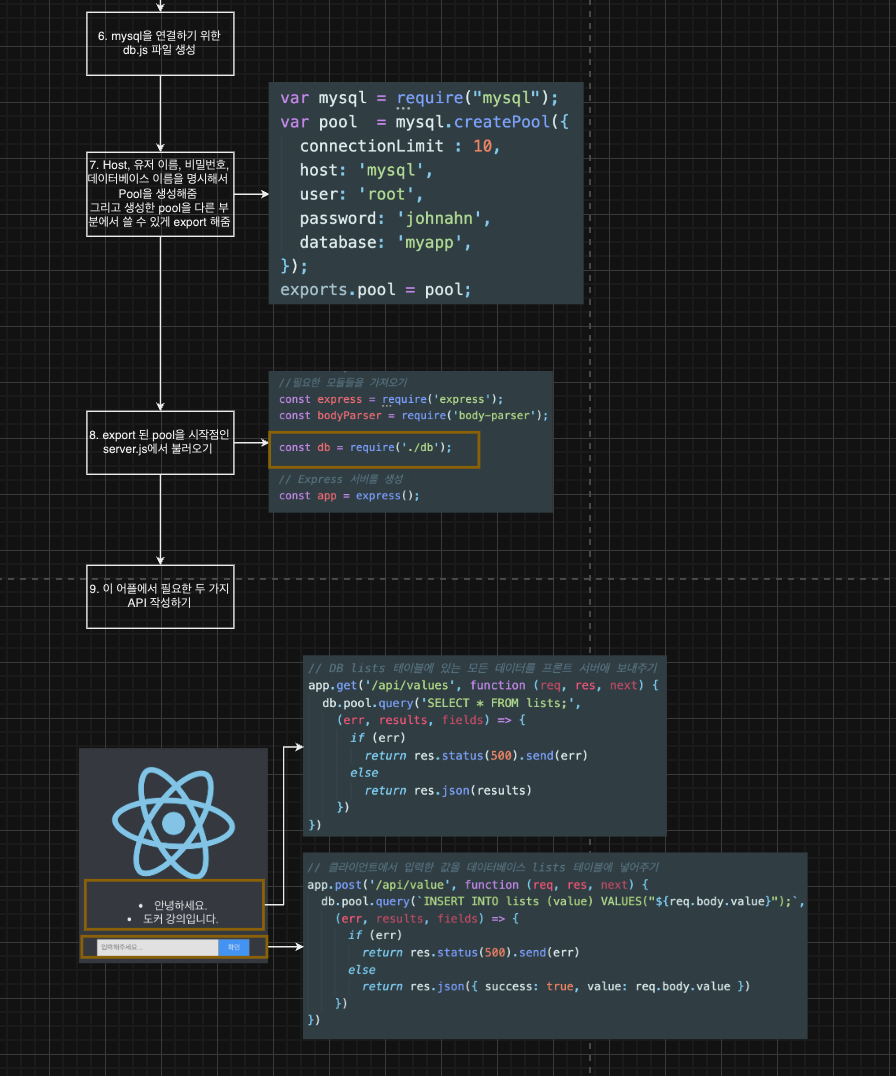 6. mysql을 연결하기 위한
db.js 파일 생성
7. Host, 유저 이름, 비밀번호,
데이터베이스 이름을 명시해서
Pool을 생성해줌
그리고 생성한 pool을 다른 부
분에서 쓸 수 있게 export 해줌
var mysql = require("mysql");
var pool  = mysql.createPool({
  connectionLimit : 10,
  host: 'mysql',
  user: 'root',
  password: 'johnahn',
  database: 'myapp',
});
exports.pool = pool;
8. export 된 pool을 시작점인
server.js에서 불러오기
//필요한 모듈들을 가져오기
const express = require('express');
const bodyParser = require('body-parser');
const db = require('./db');
// Express 서버를 생성
const app = express();
9. 이 어플에서 필요한 두 가지
API 작성하기
// DB lists 테이블에 있는 모든 데이터를 프론트 서버에 보내주기
app.get('/api/values', function (req, res, next) {
  db.pool.query('SELECT * FROM lists;',
    (err, results, fields) => {
      if (err)
        return res.status(500).send(err)
      else
        return res.json(results)
    })
})
• 안녕하세요.
• 도커 강의입니다.
입력해주세요...
확인
// 클라이언트에서 입력한 값을 데이터베이스 lists 테이블에 넣어주기
app.post('/api/value', function (req, res, next) {
  db.pool.query(`INSERT INTO lists (value) VALUES("${req.body.value}");`,
    (err, results, fields) => {
      if (err)
        return res.status(500).send(err)
      else
        return res.json({ success: true, value: req.body.value })
    })
})